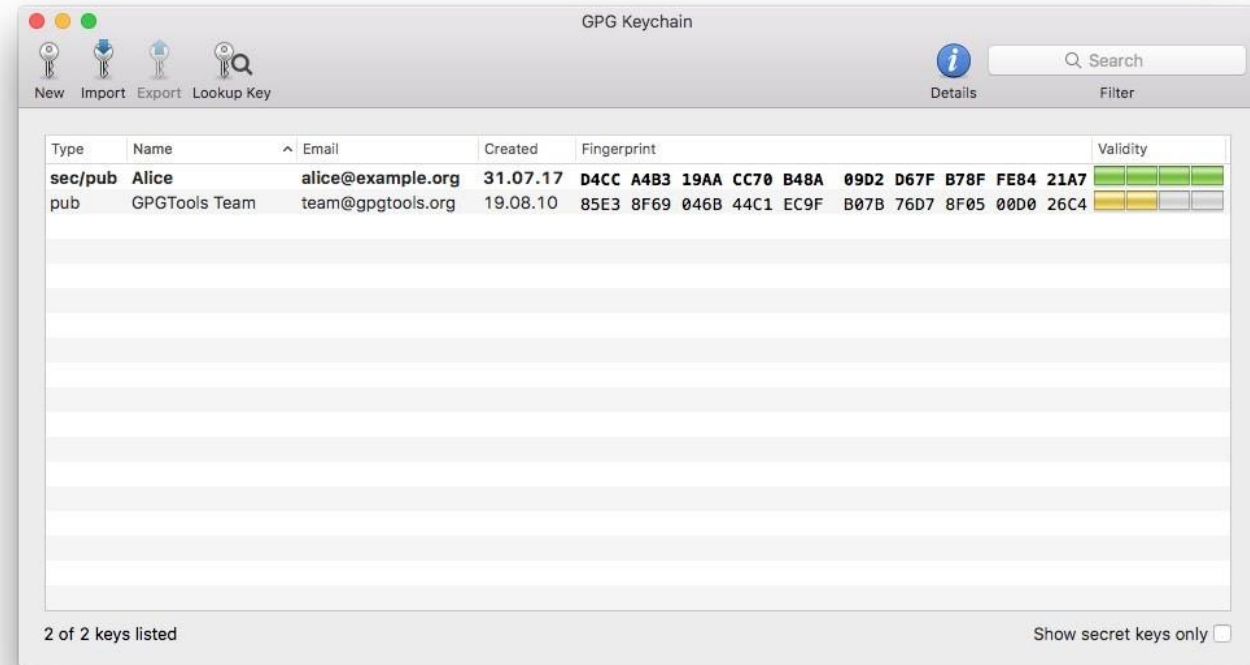 GPG Keychain
New Import Export Lookup Key Details Search Filter
Type Name Email Created Fingerprint Validity
sec/pub Alice alice@example.org 31.07.17 D4CC A4B3 19AA CC70 B48A 09D2 D67F B78F FE84 21A7
pub GPGTools Team team@gpgtools.org 19.08.10 85E3 8F69 046B 44C1 EC9F B07B 76D7 8F05 00D0 26C4
2 of 2 keys listed Show secret keys only